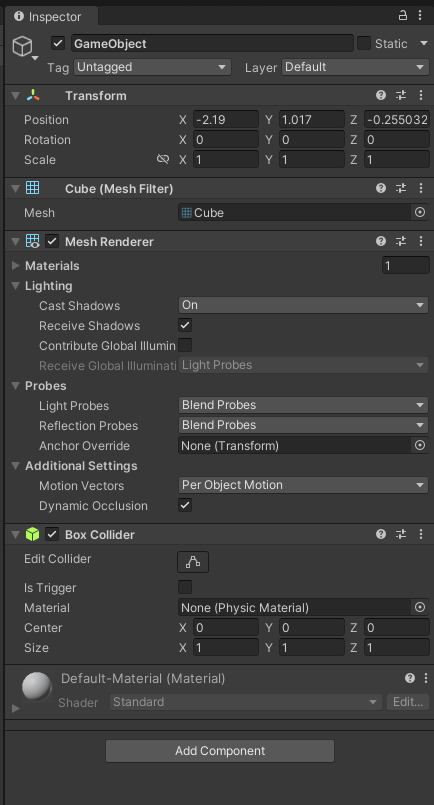 Inspector
GameObject Static
Tag Untagged Layer Default
Transform
Position X -2.19 Y 1.017 Z -0.255032
Rotation X 0 Y 0 Z 0
Scale X 1 Y 1 Z 1
Cube (Mesh Filter)
Mesh Cube
Mesh Renderer
Materials 1
Lighting
Cast Shadows On
Receive Shadows
Contribute Global Illumin
Receive Global Illuminati Light Probes
Probes
Light Probes Blend Probes
Reflection Probes Blend Probes
Anchor Override None (Transform)
Additional Settings
Motion Vectors Per Object Motion
Dynamic Occlusion
Box Collider
Edit Collider
Is Trigger
Material None (Physic Material)
Center X 0 Y 0 Z 0
Size X 1 Y 1 Z 1
Default-Material (Material)
Shader Standard Edit...
Add Component